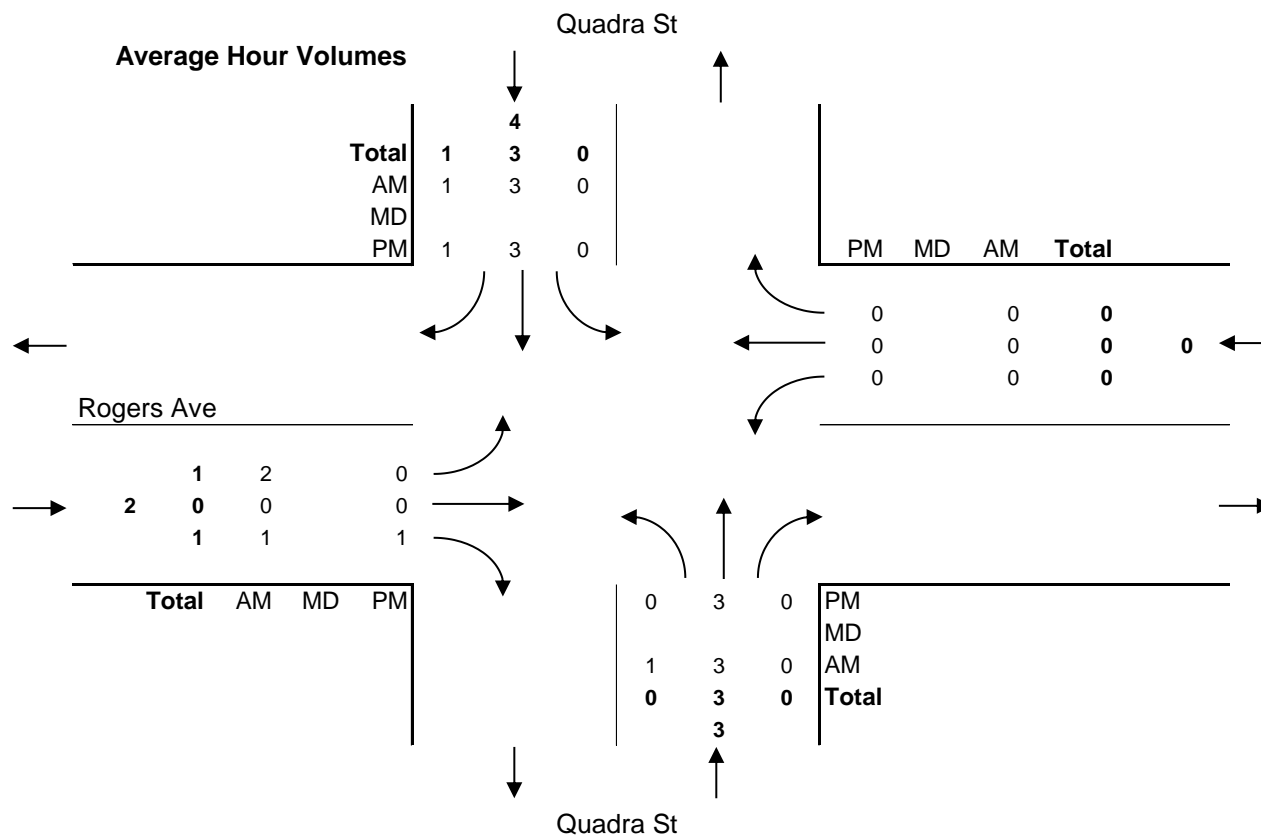 Quadra St
Average Hour Volumes
4
Total 1 3 0
AM 1 3 0
MD
PM 1 3 0
PM MD AM Total
0 0 0
0 0 0 0
0 0 0
Rogers Ave
1 2 0
2 0 0 0
1 1 1
Total AM MD PM
0 3 0 PM
MD
1 3 0 AM
0 3 0 Total
3
Quadra St